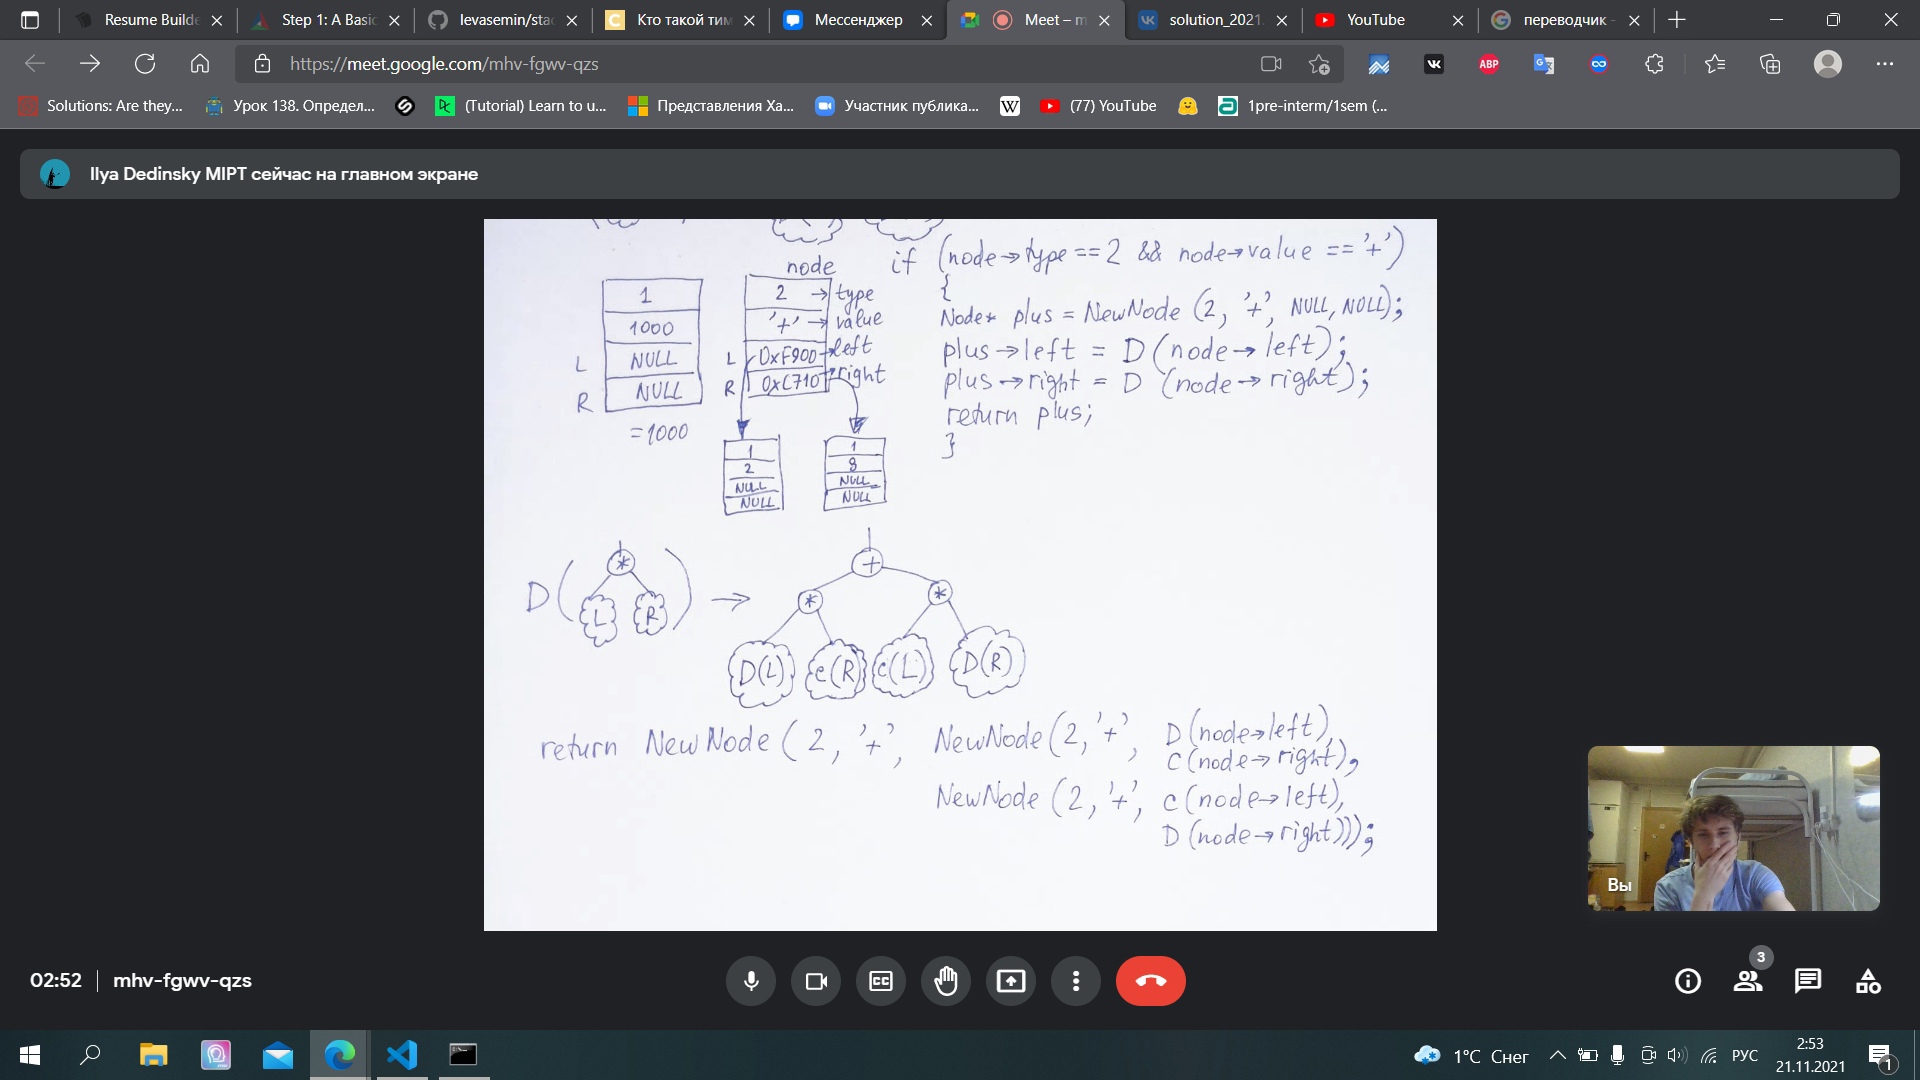 Resume Builde
Step 1: A Basic
levasemin/stac
Кто такой тим
Мессенджер
Meet – m
solution_2021.
YouTube
переводчик -
https://meet.google.com/mhv-fgwv-qzs
ABP
Solutions: Are they...
Урок 138. Определ...
(Tutorial) Learn to u...
Представления Ха...
Участник публика...
W
(77) YouTube
1pre-interm/1sem (...
Ilya Dedinsky MIPT сейчас на главном экране
if (node→type==2 && node→value == '+')
{
Node* plus = NewNode (2, '+', NULL, NULL);
plus→left = D(node→left);
plus→right = D (node→right);
return plus;
}
1
1000
L NULL
R NULL
=1000
node
2 → type
'+' → value
L 0xF900 → left
R 0xC710 → right
1
2
NULL
NULL
1
8
NULL
NULL
D ( * L R ) →
+
* *
D(L) C(R) C(L) D(R)
return NewNode (2, '+', NewNode(2, '+', D(node→left),
C(node→right),
NewNode (2, '+', C(node→left),
D(node→right)));
Вы
02:52 | mhv-fgwv-qzs
3
1°C Снег
РУС
2:53
21.11.2021
1